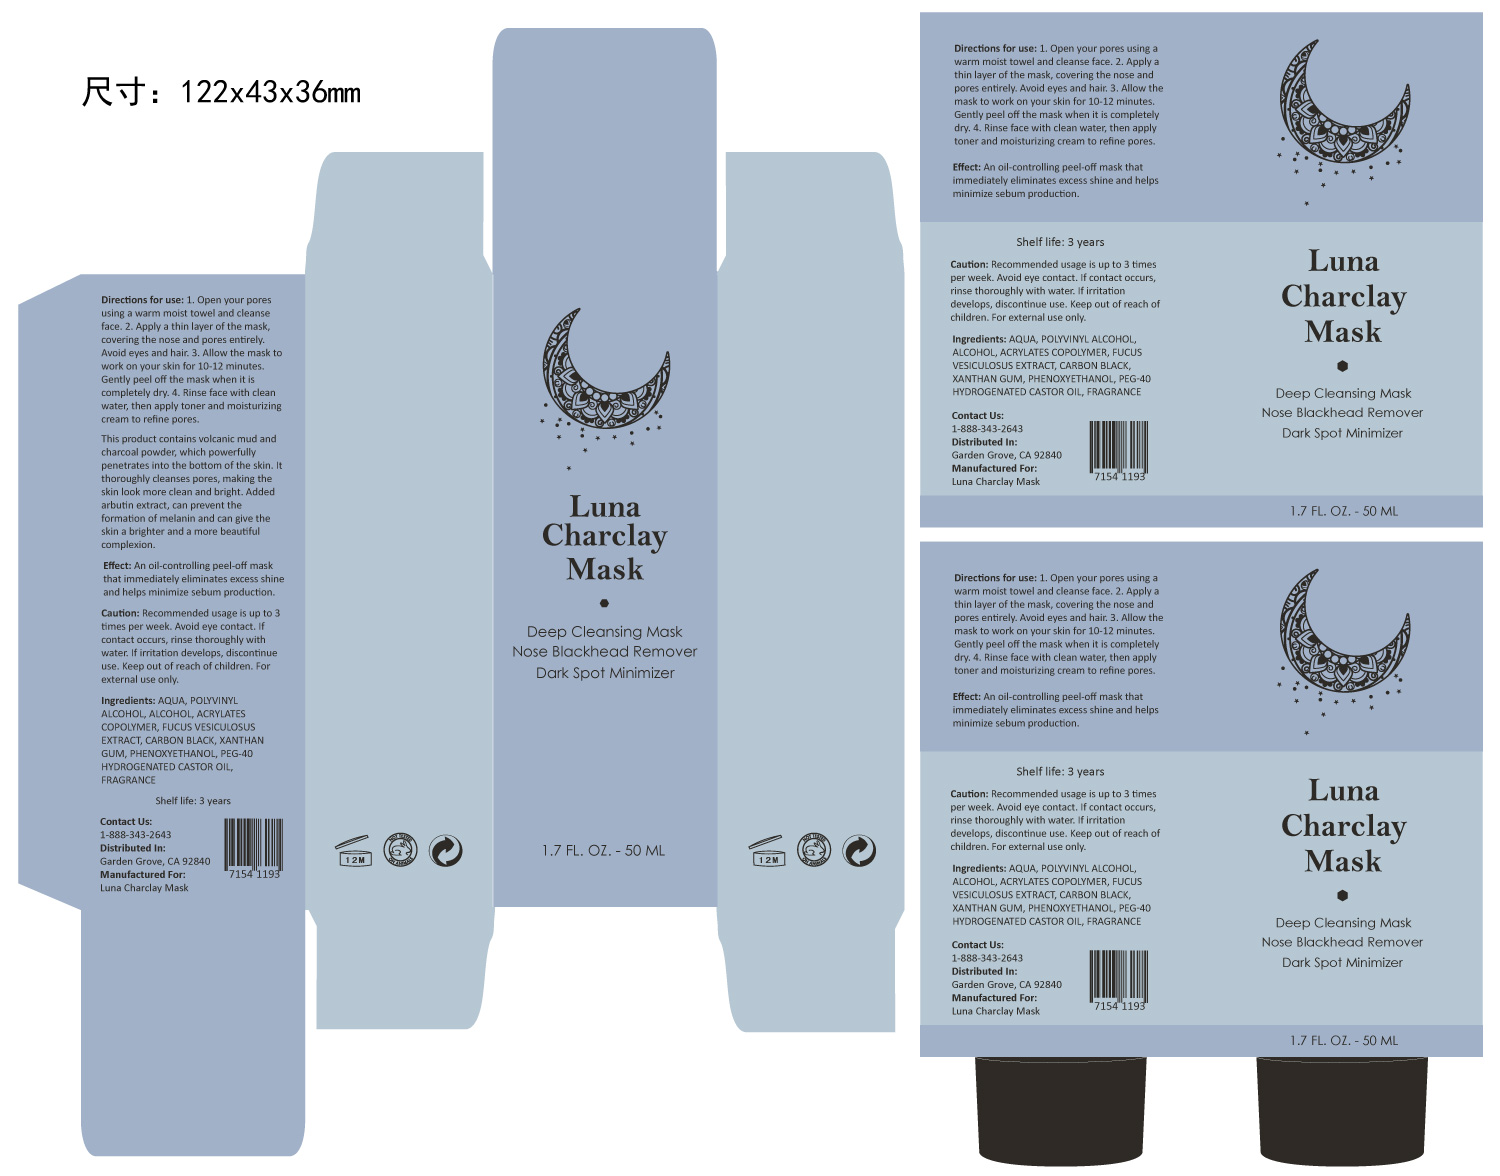 尺寸：122x43x36mm
Directions for use: 1. Open your pores
using a warm moist towel and cleanse
face. 2. Apply a thin layer of the mask,
covering the nose and pores entirely.
Avoid eyes and hair. 3. Allow the mask to
work on your skin for 10-12 minutes.
Gently peel off the mask when it is
completely dry. 4. Rinse face with clean
water, then apply toner and moisturizing
cream to refine pores.
This product contains volcanic mud and
charcoal powder, which powerfully
penetrates into the bottom of the skin. It
thoroughly cleanses pores, making the
skin look more clean and bright. Added
arbutin extract, can prevent the
formation of melanin and can give the
skin a brighter and a more beautiful
complexion.
Effect: An oil-controlling peel-off mask
that immediately eliminates excess shine
and helps minimize sebum production.
Caution: Recommended usage is up to 3
times per week. Avoid eye contact. If
contact occurs, rinse thoroughly with
water. If irritation develops, discontinue
use. Keep out of reach of children. For
external use only.
Ingredients: AQUA, POLYVINYL
ALCOHOL, ALCOHOL, ACRYLATES
COPOLYMER, FUCUS VESICULOSUS
EXTRACT, CARBON BLACK, XANTHAN
GUM, PHENOXYETHANOL, PEG-40
HYDROGENATED CASTOR OIL,
FRAGRANCE
Shelf life: 3 years
Contact Us:
1-888-343-2643
Distributed In:
Garden Grove, CA 92840
Manufactured For:
Luna Charclay Mask
7154 1193
12M
Luna
Charclay
Mask
Deep Cleansing Mask
Nose Blackhead Remover
Dark Spot Minimizer
1.7 FL. OZ. - 50 ML
12M
Directions for use: 1. Open your pores using a
warm moist towel and cleanse face. 2. Apply a
thin layer of the mask, covering the nose and
pores entirely. Avoid eyes and hair. 3. Allow the
mask to work on your skin for 10-12 minutes.
Gently peel off the mask when it is completely
dry. 4. Rinse face with clean water, then apply
toner and moisturizing cream to refine pores.
Effect: An oil-controlling peel-off mask that
immediately eliminates excess shine and helps
minimize sebum production.
Shelf life: 3 years
Caution: Recommended usage is up to 3 times
per week. Avoid eye contact. If contact occurs,
rinse thoroughly with water. If irritation
develops, discontinue use. Keep out of reach of
children. For external use only.
Ingredients: AQUA, POLYVINYL ALCOHOL,
ALCOHOL, ACRYLATES COPOLYMER, FUCUS
VESICULOSUS EXTRACT, CARBON BLACK,
XANTHAN GUM, PHENOXYETHANOL, PEG-40
HYDROGENATED CASTOR OIL, FRAGRANCE
Contact Us:
1-888-343-2643
Distributed In:
Garden Grove, CA 92840
Manufactured For:
Luna Charclay Mask
7154 1193
Luna
Charclay
Mask
Deep Cleansing Mask
Nose Blackhead Remover
Dark Spot Minimizer
1.7 FL. OZ. - 50 ML
Directions for use: 1. Open your pores using a
warm moist towel and cleanse face. 2. Apply a
thin layer of the mask, covering the nose and
pores entirely. Avoid eyes and hair. 3. Allow the
mask to work on your skin for 10-12 minutes.
Gently peel off the mask when it is completely
dry. 4. Rinse face with clean water, then apply
toner and moisturizing cream to refine pores.
Effect: An oil-controlling peel-off mask that
immediately eliminates excess shine and helps
minimize sebum production.
Shelf life: 3 years
Caution: Recommended usage is up to 3 times
per week. Avoid eye contact. If contact occurs,
rinse thoroughly with water. If irritation
develops, discontinue use. Keep out of reach of
children. For external use only.
Ingredients: AQUA, POLYVINYL ALCOHOL,
ALCOHOL, ACRYLATES COPOLYMER, FUCUS
VESICULOSUS EXTRACT, CARBON BLACK,
XANTHAN GUM, PHENOXYETHANOL, PEG-40
HYDROGENATED CASTOR OIL, FRAGRANCE
Contact Us:
1-888-343-2643
Distributed In:
Garden Grove, CA 92840
Manufactured For:
Luna Charclay Mask
7154 1193
Luna
Charclay
Mask
Deep Cleansing Mask
Nose Blackhead Remover
Dark Spot Minimizer
1.7 FL. OZ. - 50 ML